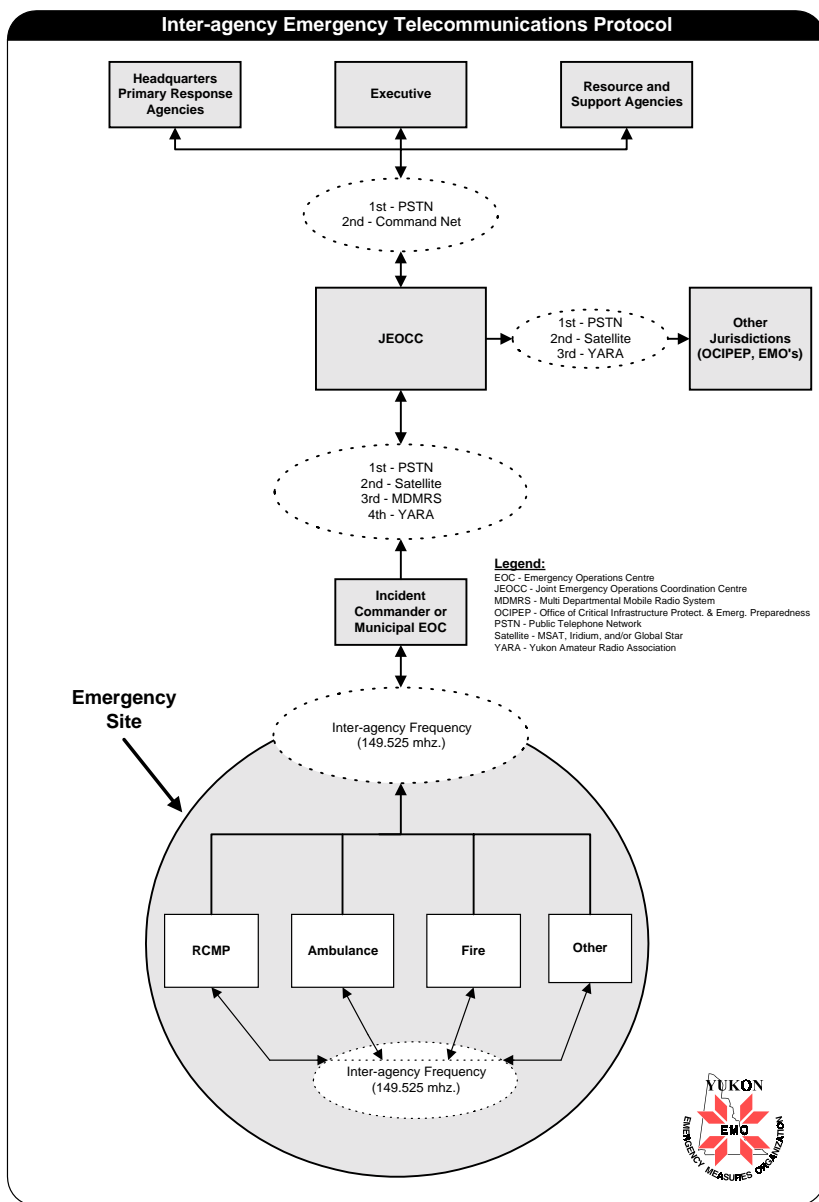 Inter-agency Emergency Telecommunications Protocol
Headquarters
Primary Response
Agencies
Executive
Resource and
Support Agencies
1st - PSTN
2nd - Command Net
JEOCC
1st - PSTN
2nd - Satellite
3rd - YARA
Other
Jurisdictions
(OCIPEP, EMO's)
1st - PSTN
2nd - Satellite
3rd - MDMRS
4th - YARA
Incident
Commander or
Municipal EOC
Legend:
EOC - Emergency Operations Centre
JEOCC - Joint Emergency Operations Coordination Centre
MDMRS - Multi Departmental Mobile Radio System
OCIPEP - Office of Critical Infrastructure Protect. & Emerg. Preparedness
PSTN - Public Telephone Network
Satellite - MSAT, Iridium, and/or Global Star
YARA - Yukon Amateur Radio Association
Emergency
Site
Inter-agency Frequency
(149.525 mhz.)
RCMP
Ambulance
Fire
Other
Inter-agency Frequency
(149.525 mhz.)
YUKON
EMO
EMERGENCY MEASURES ORGANIZATION